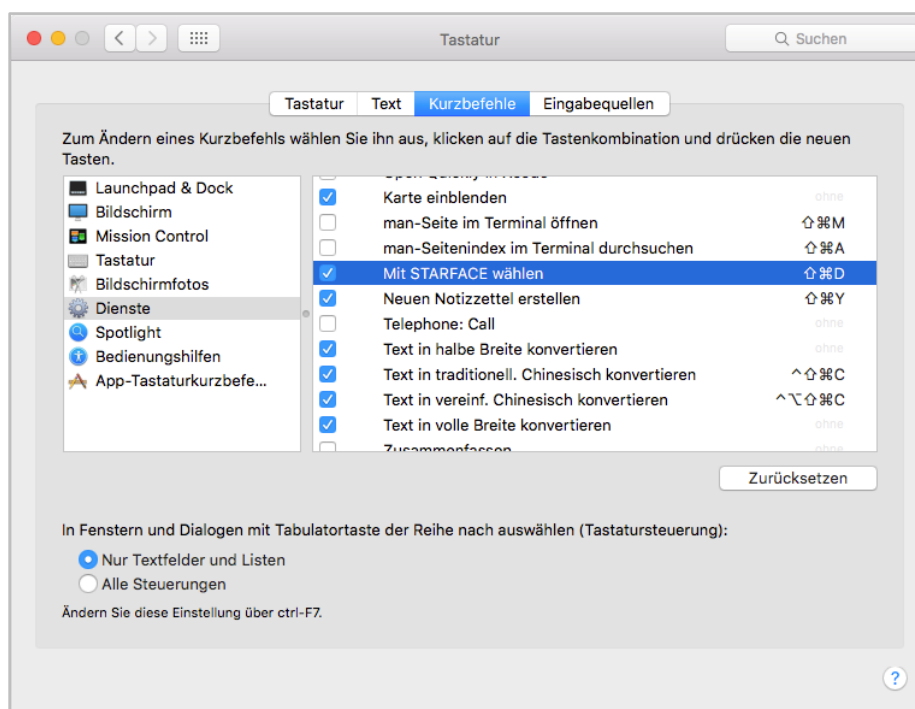 Tastatur
Suchen
Tastatur Text Kurzbefehle Eingabequellen
Zum Ändern eines Kurzbefehls wählen Sie ihn aus, klicken auf die Tastenkombination und drücken die neuen
Tasten.
Launchpad & Dock
Bildschirm
Mission Control
Tastatur
Bildschirmfotos
Dienste
Spotlight
Bedienungshilfen
App-Tastaturkurzbefe...
Karte einblenden ohne
man-Seite im Terminal öffnen ⇧⌘M
man-Seitenindex im Terminal durchsuchen ⇧⌘A
Mit STARFACE wählen ⇧⌘D
Neuen Notizzettel erstellen ⇧⌘Y
Telephone: Call ohne
Text in halbe Breite konvertieren ohne
Text in traditionell. Chinesisch konvertieren ^⇧⌘C
Text in vereinf. Chinesisch konvertieren ^⌥⇧⌘C
Text in volle Breite konvertieren ohne
Zusammenfassen ohne
Zurücksetzen
In Fenstern und Dialogen mit Tabulatortaste der Reihe nach auswählen (Tastatursteuerung):
Nur Textfelder und Listen
Alle Steuerungen
Ändern Sie diese Einstellung über ctrl-F7.
?